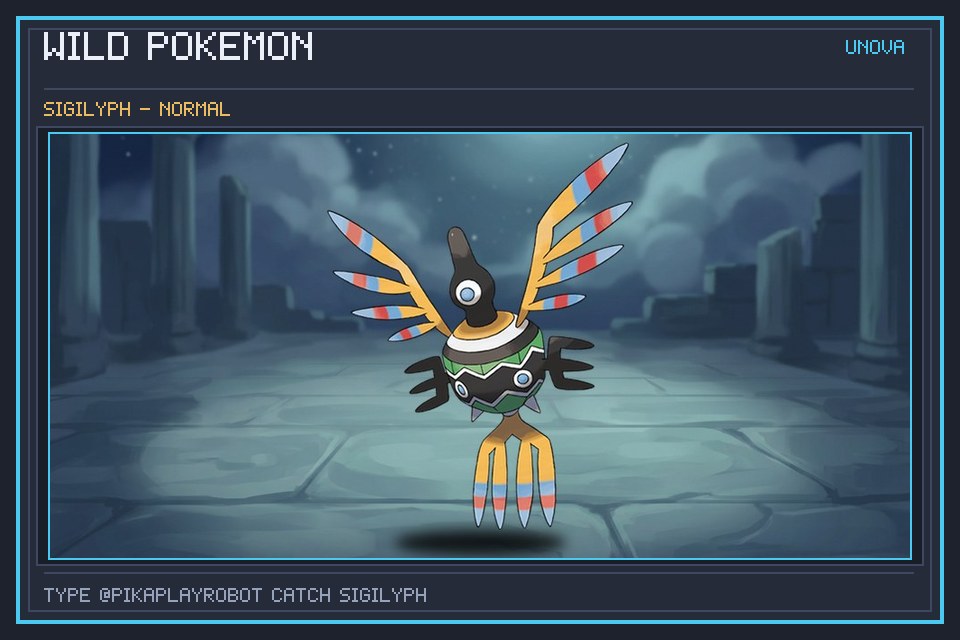 WILD POKEMON
UNOVA
SIGILYPH - NORMAL
TYPE @PIKAPLAYROBOT CATCH SIGILYPH